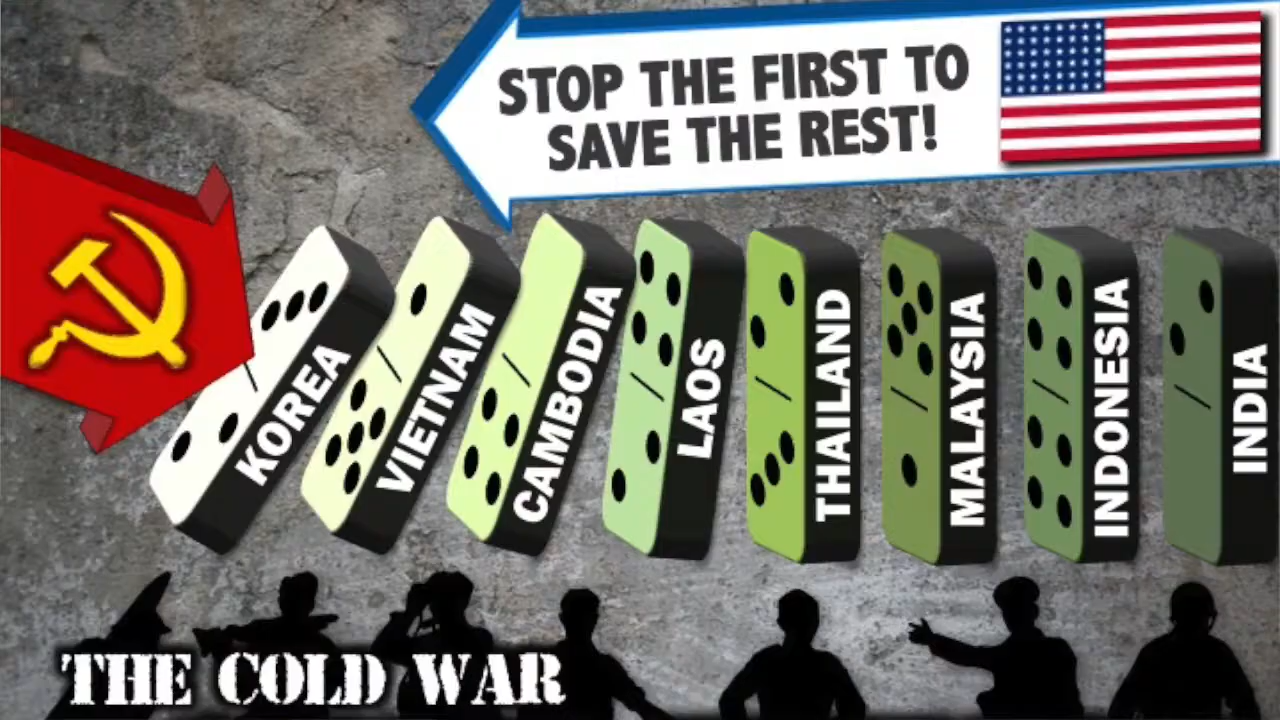 STOP THE FIRST TO
SAVE THE REST!
KOREA
VIETNAM
CAMBODIA
LAOS
THAILAND
MALAYSIA
INDONESIA
INDIA
THE COLD WAR